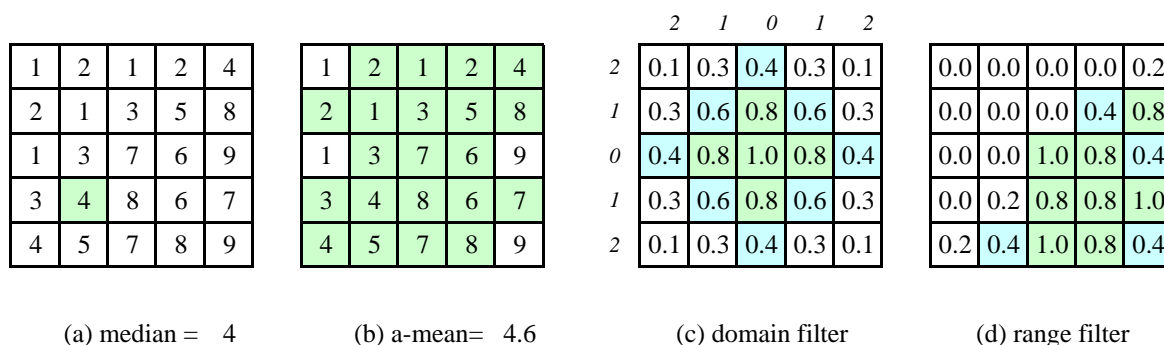 2 1 0 1 2
1 2 1 2 4 1 2 1 2 4 2 0.1 0.3 0.4 0.3 0.1 0.0 0.0 0.0 0.0 0.2
2 1 3 5 8 2 1 3 5 8 1 0.3 0.6 0.8 0.6 0.3 0.0 0.0 0.0 0.4 0.8
1 3 7 6 9 1 3 7 6 9 0 0.4 0.8 1.0 0.8 0.4 0.0 0.0 1.0 0.8 0.4
3 4 8 6 7 3 4 8 6 7 1 0.3 0.6 0.8 0.6 0.3 0.0 0.2 0.8 0.8 1.0
4 5 7 8 9 4 5 7 8 9 2 0.1 0.3 0.4 0.3 0.1 0.2 0.4 1.0 0.8 0.4
(a) median = 4 (b) a-mean= 4.6 (c) domain filter (d) range filter